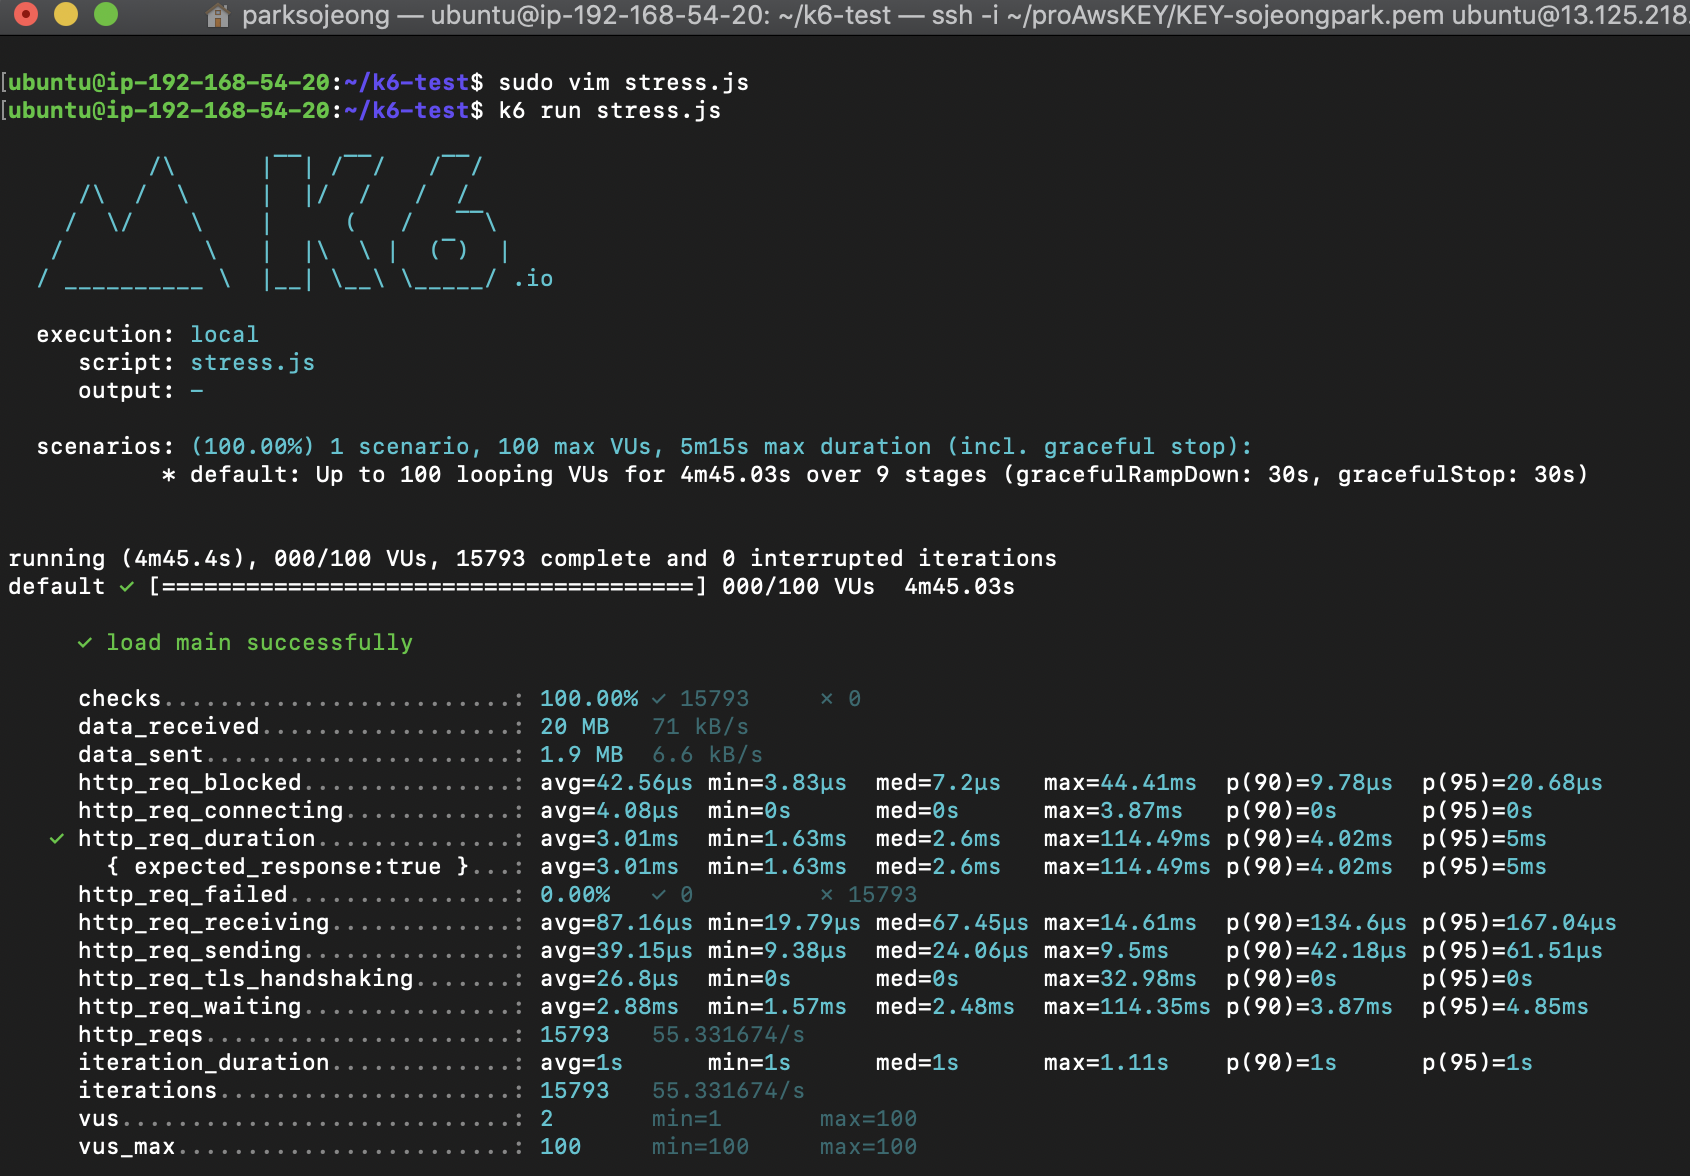 parksojeong — ubuntu@ip-192-168-54-20: ~/k6-test — ssh -i ~/proAwsKEY/KEY-sojeongpark.pem ubuntu@13.125.218.
[ubuntu@ip-192-168-54-20:~/k6-test$ sudo vim stress.js
[ubuntu@ip-192-168-54-20:~/k6-test$ k6 run stress.js
.io
execution: local
script: stress.js
output: -
scenarios: (100.00%) 1 scenario, 100 max VUs, 5m15s max duration (incl. graceful stop):
* default: Up to 100 looping VUs for 4m45.03s over 9 stages (gracefulRampDown: 30s, gracefulStop: 30s)
running (4m45.4s), 000/100 VUs, 15793 complete and 0 interrupted iterations
default ✓ [======================================] 000/100 VUs  4m45.03s
✓ load main successfully
checks.........................: 100.00% ✓ 15793     ✗ 0
data_received..................: 20 MB   71 kB/s
data_sent......................: 1.9 MB  6.6 kB/s
http_req_blocked...............: avg=42.56µs min=3.83µs  med=7.2µs   max=44.41ms  p(90)=9.78µs  p(95)=20.68µs
http_req_connecting............: avg=4.08µs  min=0s      med=0s      max=3.87ms   p(90)=0s      p(95)=0s
✓ http_req_duration..............: avg=3.01ms  min=1.63ms  med=2.6ms   max=114.49ms p(90)=4.02ms  p(95)=5ms
{ expected_response:true }...: avg=3.01ms  min=1.63ms  med=2.6ms   max=114.49ms p(90)=4.02ms  p(95)=5ms
http_req_failed................: 0.00%   ✓ 0         ✗ 15793
http_req_receiving.............: avg=87.16µs min=19.79µs med=67.45µs max=14.61ms  p(90)=134.6µs p(95)=167.04µs
http_req_sending...............: avg=39.15µs min=9.38µs  med=24.06µs max=9.5ms    p(90)=42.18µs p(95)=61.51µs
http_req_tls_handshaking.......: avg=26.8µs  min=0s      med=0s      max=32.98ms  p(90)=0s      p(95)=0s
http_req_waiting...............: avg=2.88ms  min=1.57ms  med=2.48ms  max=114.35ms p(90)=3.87ms  p(95)=4.85ms
http_reqs......................: 15793   55.331674/s
iteration_duration.............: avg=1s      min=1s      med=1s      max=1.11s    p(90)=1s      p(95)=1s
iterations.....................: 15793   55.331674/s
vus............................: 2       min=1       max=100
vus_max........................: 100     min=100     max=100